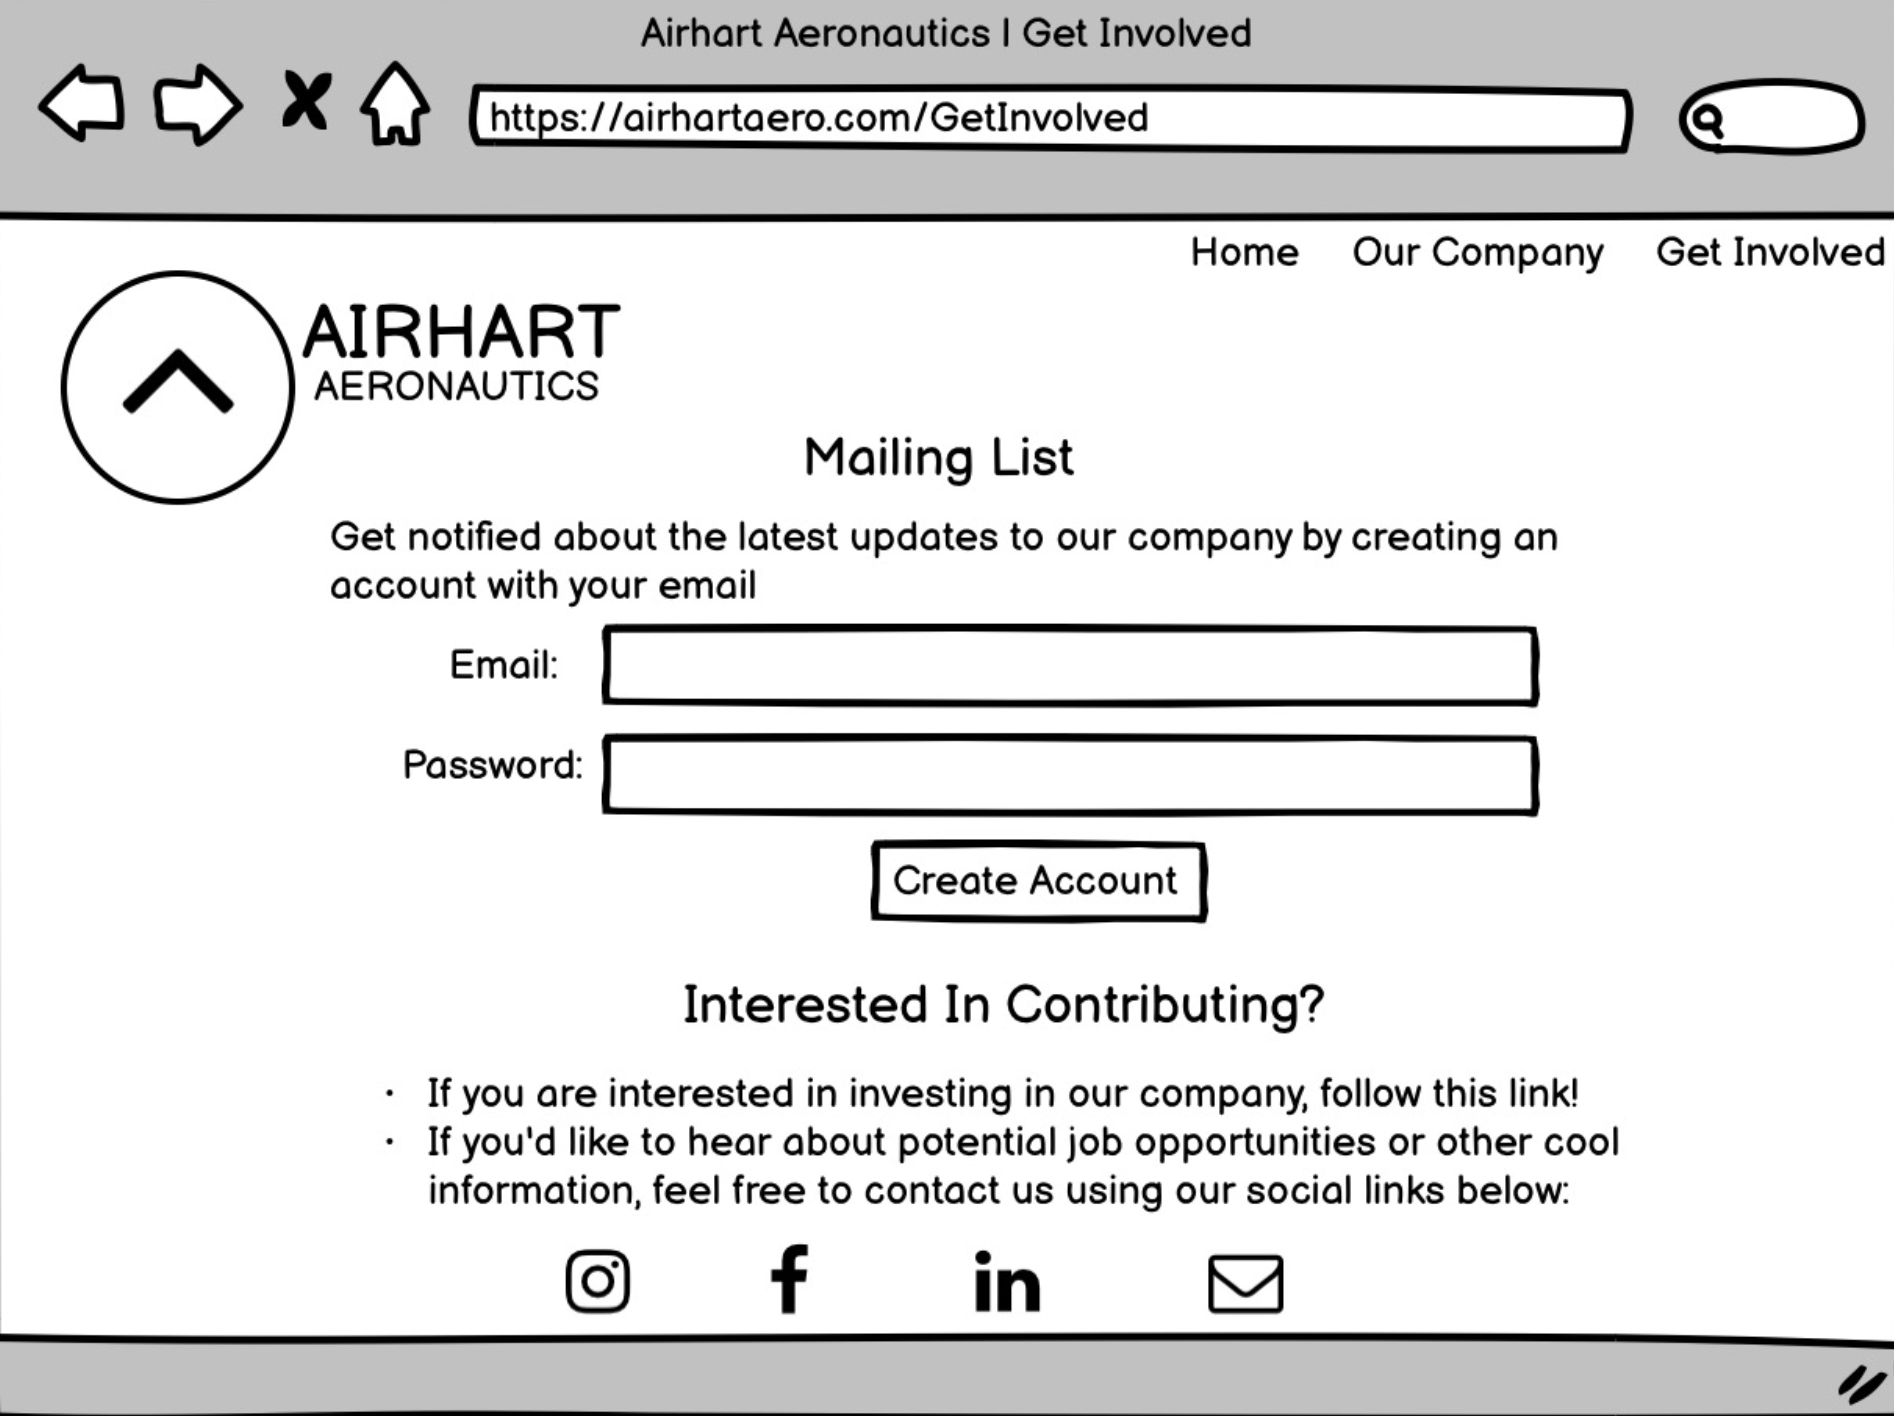 Airhart Aeronautics | Get Involved
https://airhartaero.com/GetInvolved
Home Our Company Get Involved
AIRHART
AERONAUTICS
Mailing List
Get notified about the latest updates to our company by creating an
account with your email
Email:
Password:
Create Account
Interested In Contributing?
· If you are interested in investing in our company, follow this link!
· If you'd like to hear about potential job opportunities or other cool
information, feel free to contact us using our social links below: